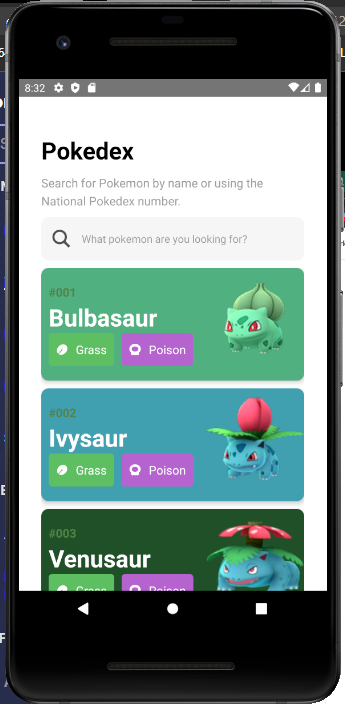 8:32
Pokedex
Search for Pokemon by name or using the
National Pokedex number.
What pokemon are you looking for?
#001
Bulbasaur
Grass Poison
#002
Ivysaur
Grass Poison
#003
Venusaur
Grass Poison